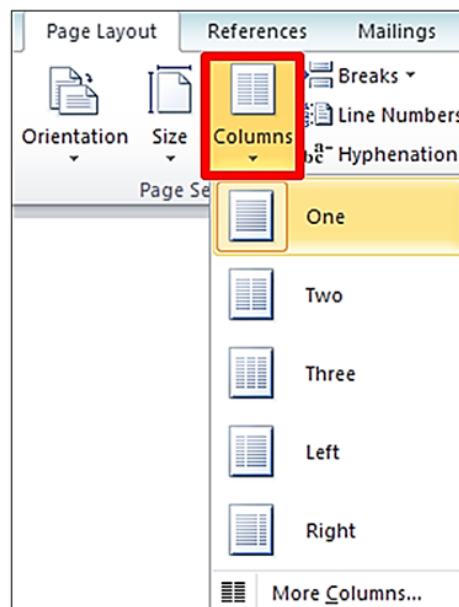 Page Layout References Mailings
Breaks
Orientation Size Columns Line Numbers
Hyphenation
Page Se
One
Two
Three
Left
Right
More Columns...